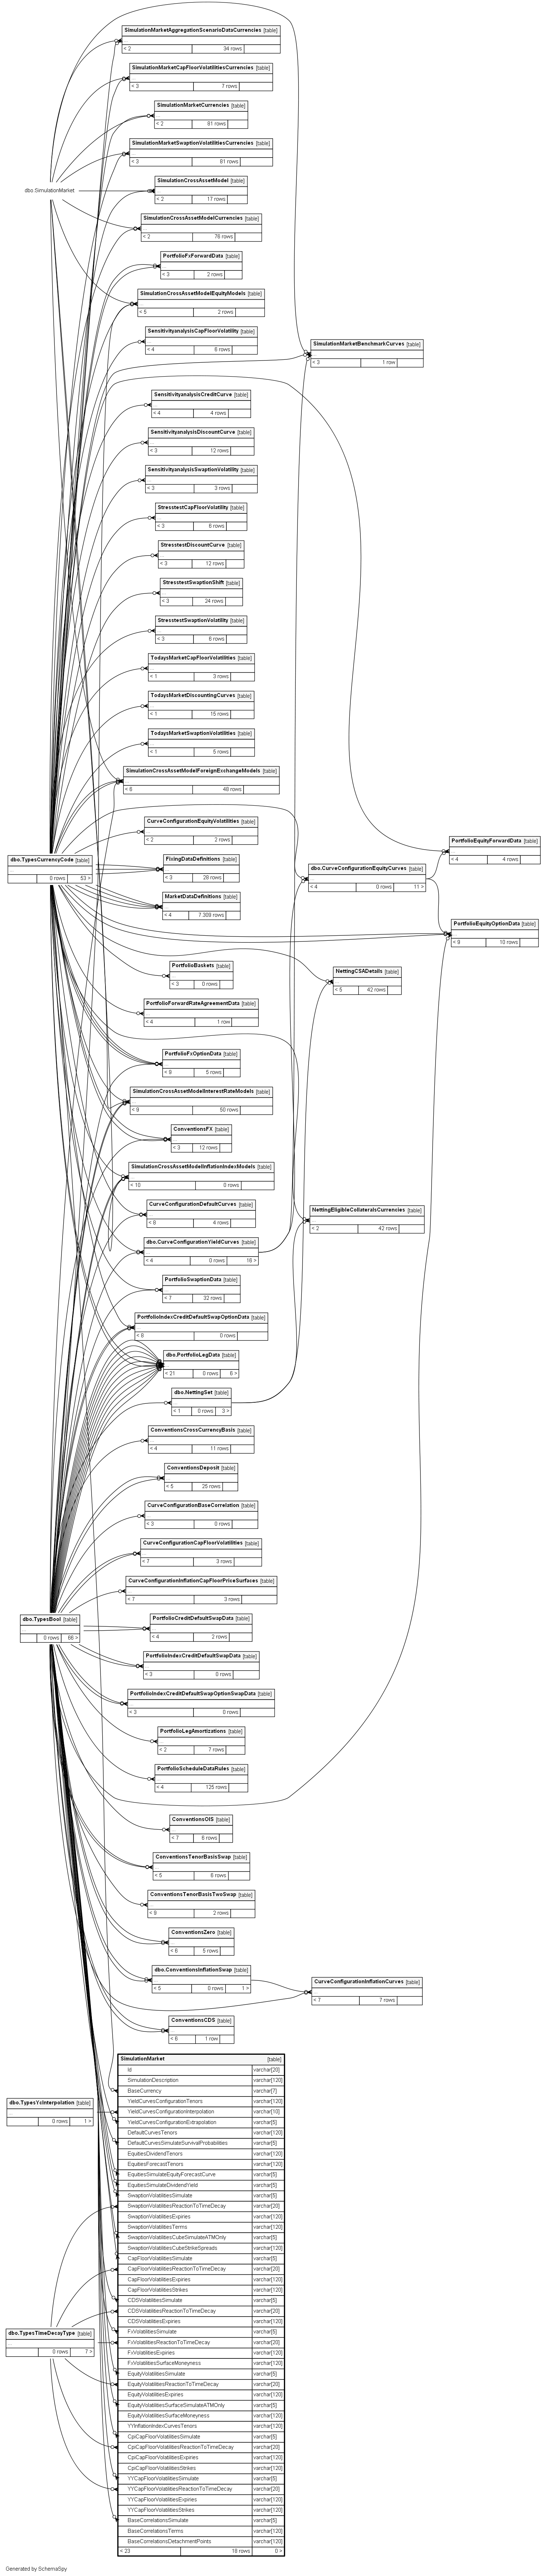 SimulationMarketAggregationScenarioDataCurrencies [table]
...
< 2 34 rows
SimulationMarketCapFloorVolatilitiesCurrencies [table]
...
< 3 7 rows
SimulationMarketCurrencies [table]
...
< 2 81 rows
SimulationMarketSwaptionVolatilitiesCurrencies [table]
...
< 3 81 rows
dbo.SimulationMarket
SimulationCrossAssetModel [table]
...
< 2 17 rows
SimulationCrossAssetModelCurrencies [table]
...
< 2 76 rows
PortfolioFxForwardData [table]
...
< 3 2 rows
SimulationCrossAssetModelEquityModels [table]
...
< 5 2 rows
SensitivityanalysisCapFloorVolatility [table]
...
< 4 6 rows
SimulationMarketBenchmarkCurves [table]
...
< 3 1 row
SensitivityanalysisCreditCurve [table]
...
< 4 4 rows
SensitivityanalysisDiscountCurve [table]
...
< 3 12 rows
SensitivityanalysisSwaptionVolatility [table]
...
< 3 3 rows
StresstestCapFloorVolatility [table]
...
< 3 6 rows
StresstestDiscountCurve [table]
...
< 3 12 rows
StresstestSwaptionShift [table]
...
< 3 24 rows
StresstestSwaptionVolatility [table]
...
< 3 6 rows
TodaysMarketCapFloorVolatilities [table]
...
< 1 3 rows
TodaysMarketDiscountingCurves [table]
...
< 1 15 rows
TodaysMarketSwaptionVolatilities [table]
...
< 1 5 rows
SimulationCrossAssetModelForeignExchangeModels [table]
...
< 6 48 rows
CurveConfigurationEquityVolatilities [table]
...
< 2 2 rows
PortfolioEquityForwardData [table]
...
< 4 4 rows
dbo.TypesCurrencyCode [table]
...
0 rows 53 >
FixingDataDefinitions [table]
...
< 3 28 rows
dbo.CurveConfigurationEquityCurves [table]
...
< 4 0 rows 11 >
MarketDataDefinitions [table]
...
< 4 7.309 rows
PortfolioEquityOptionData [table]
...
< 9 10 rows
PortfolioBaskets [table]
...
< 3 0 rows
NettingCSADetails [table]
...
< 5 42 rows
PortfolioForwardRateAgreementData [table]
...
< 4 1 row
PortfolioFxOptionData [table]
...
< 9 5 rows
SimulationCrossAssetModelInterestRateModels [table]
...
< 9 50 rows
ConventionsFX [table]
...
< 3 12 rows
SimulationCrossAssetModelInflationIndexModels [table]
...
< 10 0 rows
CurveConfigurationDefaultCurves [table]
...
< 8 4 rows
NettingEligibleCollateralsCurrencies [table]
...
< 2 42 rows
dbo.CurveConfigurationYieldCurves [table]
...
< 4 0 rows 16 >
PortfolioSwaptionData [table]
...
< 7 32 rows
PortfolioIndexCreditDefaultSwapOptionData [table]
...
< 8 0 rows
dbo.PortfolioLegData [table]
...
< 21 0 rows 6 >
dbo.NettingSet [table]
...
< 1 0 rows 3 >
ConventionsCrossCurrencyBasis [table]
...
< 4 11 rows
ConventionsDeposit [table]
...
< 5 25 rows
CurveConfigurationBaseCorrelation [table]
...
< 3 0 rows
CurveConfigurationCapFloorVolatilities [table]
...
< 7 3 rows
CurveConfigurationInflationCapFloorPriceSurfaces [table]
...
< 7 3 rows
dbo.TypesBool [table]
...
0 rows 66 >
PortfolioCreditDefaultSwapData [table]
...
< 4 2 rows
PortfolioIndexCreditDefaultSwapData [table]
...
< 3 0 rows
PortfolioIndexCreditDefaultSwapOptionSwapData [table]
...
< 3 0 rows
PortfolioLegAmortizations [table]
...
< 2 7 rows
PortfolioScheduleDataRules [table]
...
< 4 125 rows
ConventionsOIS [table]
...
< 7 6 rows
ConventionsTenorBasisSwap [table]
...
< 5 6 rows
ConventionsTenorBasisTwoSwap [table]
...
< 9 2 rows
ConventionsZero [table]
...
< 6 5 rows
dbo.ConventionsInflationSwap [table]
...
< 5 0 rows 1 >
CurveConfigurationInflationCurves [table]
...
< 7 7 rows
ConventionsCDS [table]
...
< 6 1 row
SimulationMarket [table]
Id varchar[20]
SimulationDescription varchar[120]
BaseCurrency varchar[7]
YieldCurvesConfigurationTenors varchar[120]
YieldCurvesConfigurationInterpolation varchar[10]
YieldCurvesConfigurationExtrapolation varchar[5]
DefaultCurvesTenors varchar[120]
DefaultCurvesSimulateSurvivalProbabilities varchar[5]
EquitiesDividendTenors varchar[120]
EquitiesForecastTenors varchar[120]
EquitiesSimulateEquityForecastCurve varchar[5]
EquitiesSimulateDividendYield varchar[5]
SwaptionVolatilitiesSimulate varchar[5]
SwaptionVolatilitiesReactionToTimeDecay varchar[20]
SwaptionVolatilitiesExpiries varchar[120]
SwaptionVolatilitiesTerms varchar[120]
SwaptionVolatilitiesCubeSimulateATMOnly varchar[5]
SwaptionVolatilitiesCubeStrikeSpreads varchar[120]
CapFloorVolatilitiesSimulate varchar[5]
CapFloorVolatilitiesReactionToTimeDecay varchar[20]
CapFloorVolatilitiesExpiries varchar[120]
CapFloorVolatilitiesStrikes varchar[120]
CDSVolatilitiesSimulate varchar[5]
CDSVolatilitiesReactionToTimeDecay varchar[20]
CDSVolatilitiesExpiries varchar[120]
FxVolatilitiesSimulate varchar[5]
FxVolatilitiesReactionToTimeDecay varchar[20]
FxVolatilitiesExpiries varchar[120]
FxVolatilitiesSurfaceMoneyness varchar[120]
EquityVolatilitiesSimulate varchar[5]
EquityVolatilitiesReactionToTimeDecay varchar[20]
EquityVolatilitiesExpiries varchar[120]
EquityVolatilitiesSurfaceSimulateATMOnly varchar[5]
EquityVolatilitiesSurfaceMoneyness varchar[120]
YYInflationIndexCurvesTenors varchar[120]
CpiCapFloorVolatilitiesSimulate varchar[5]
CpiCapFloorVolatilitiesReactionToTimeDecay varchar[20]
CpiCapFloorVolatilitiesExpiries varchar[120]
CpiCapFloorVolatilitiesStrikes varchar[120]
YYCapFloorVolatilitiesSimulate varchar[5]
YYCapFloorVolatilitiesReactionToTimeDecay varchar[20]
YYCapFloorVolatilitiesExpiries varchar[120]
YYCapFloorVolatilitiesStrikes varchar[120]
BaseCorrelationsSimulate varchar[5]
BaseCorrelationsTerms varchar[120]
BaseCorrelationsDetachmentPoints varchar[120]
< 23 18 rows 0 >
dbo.TypesYcInterpolation [table]
...
0 rows 1 >
dbo.TypesTimeDecayType [table]
...
0 rows 7 >
Generated by SchemaSpy